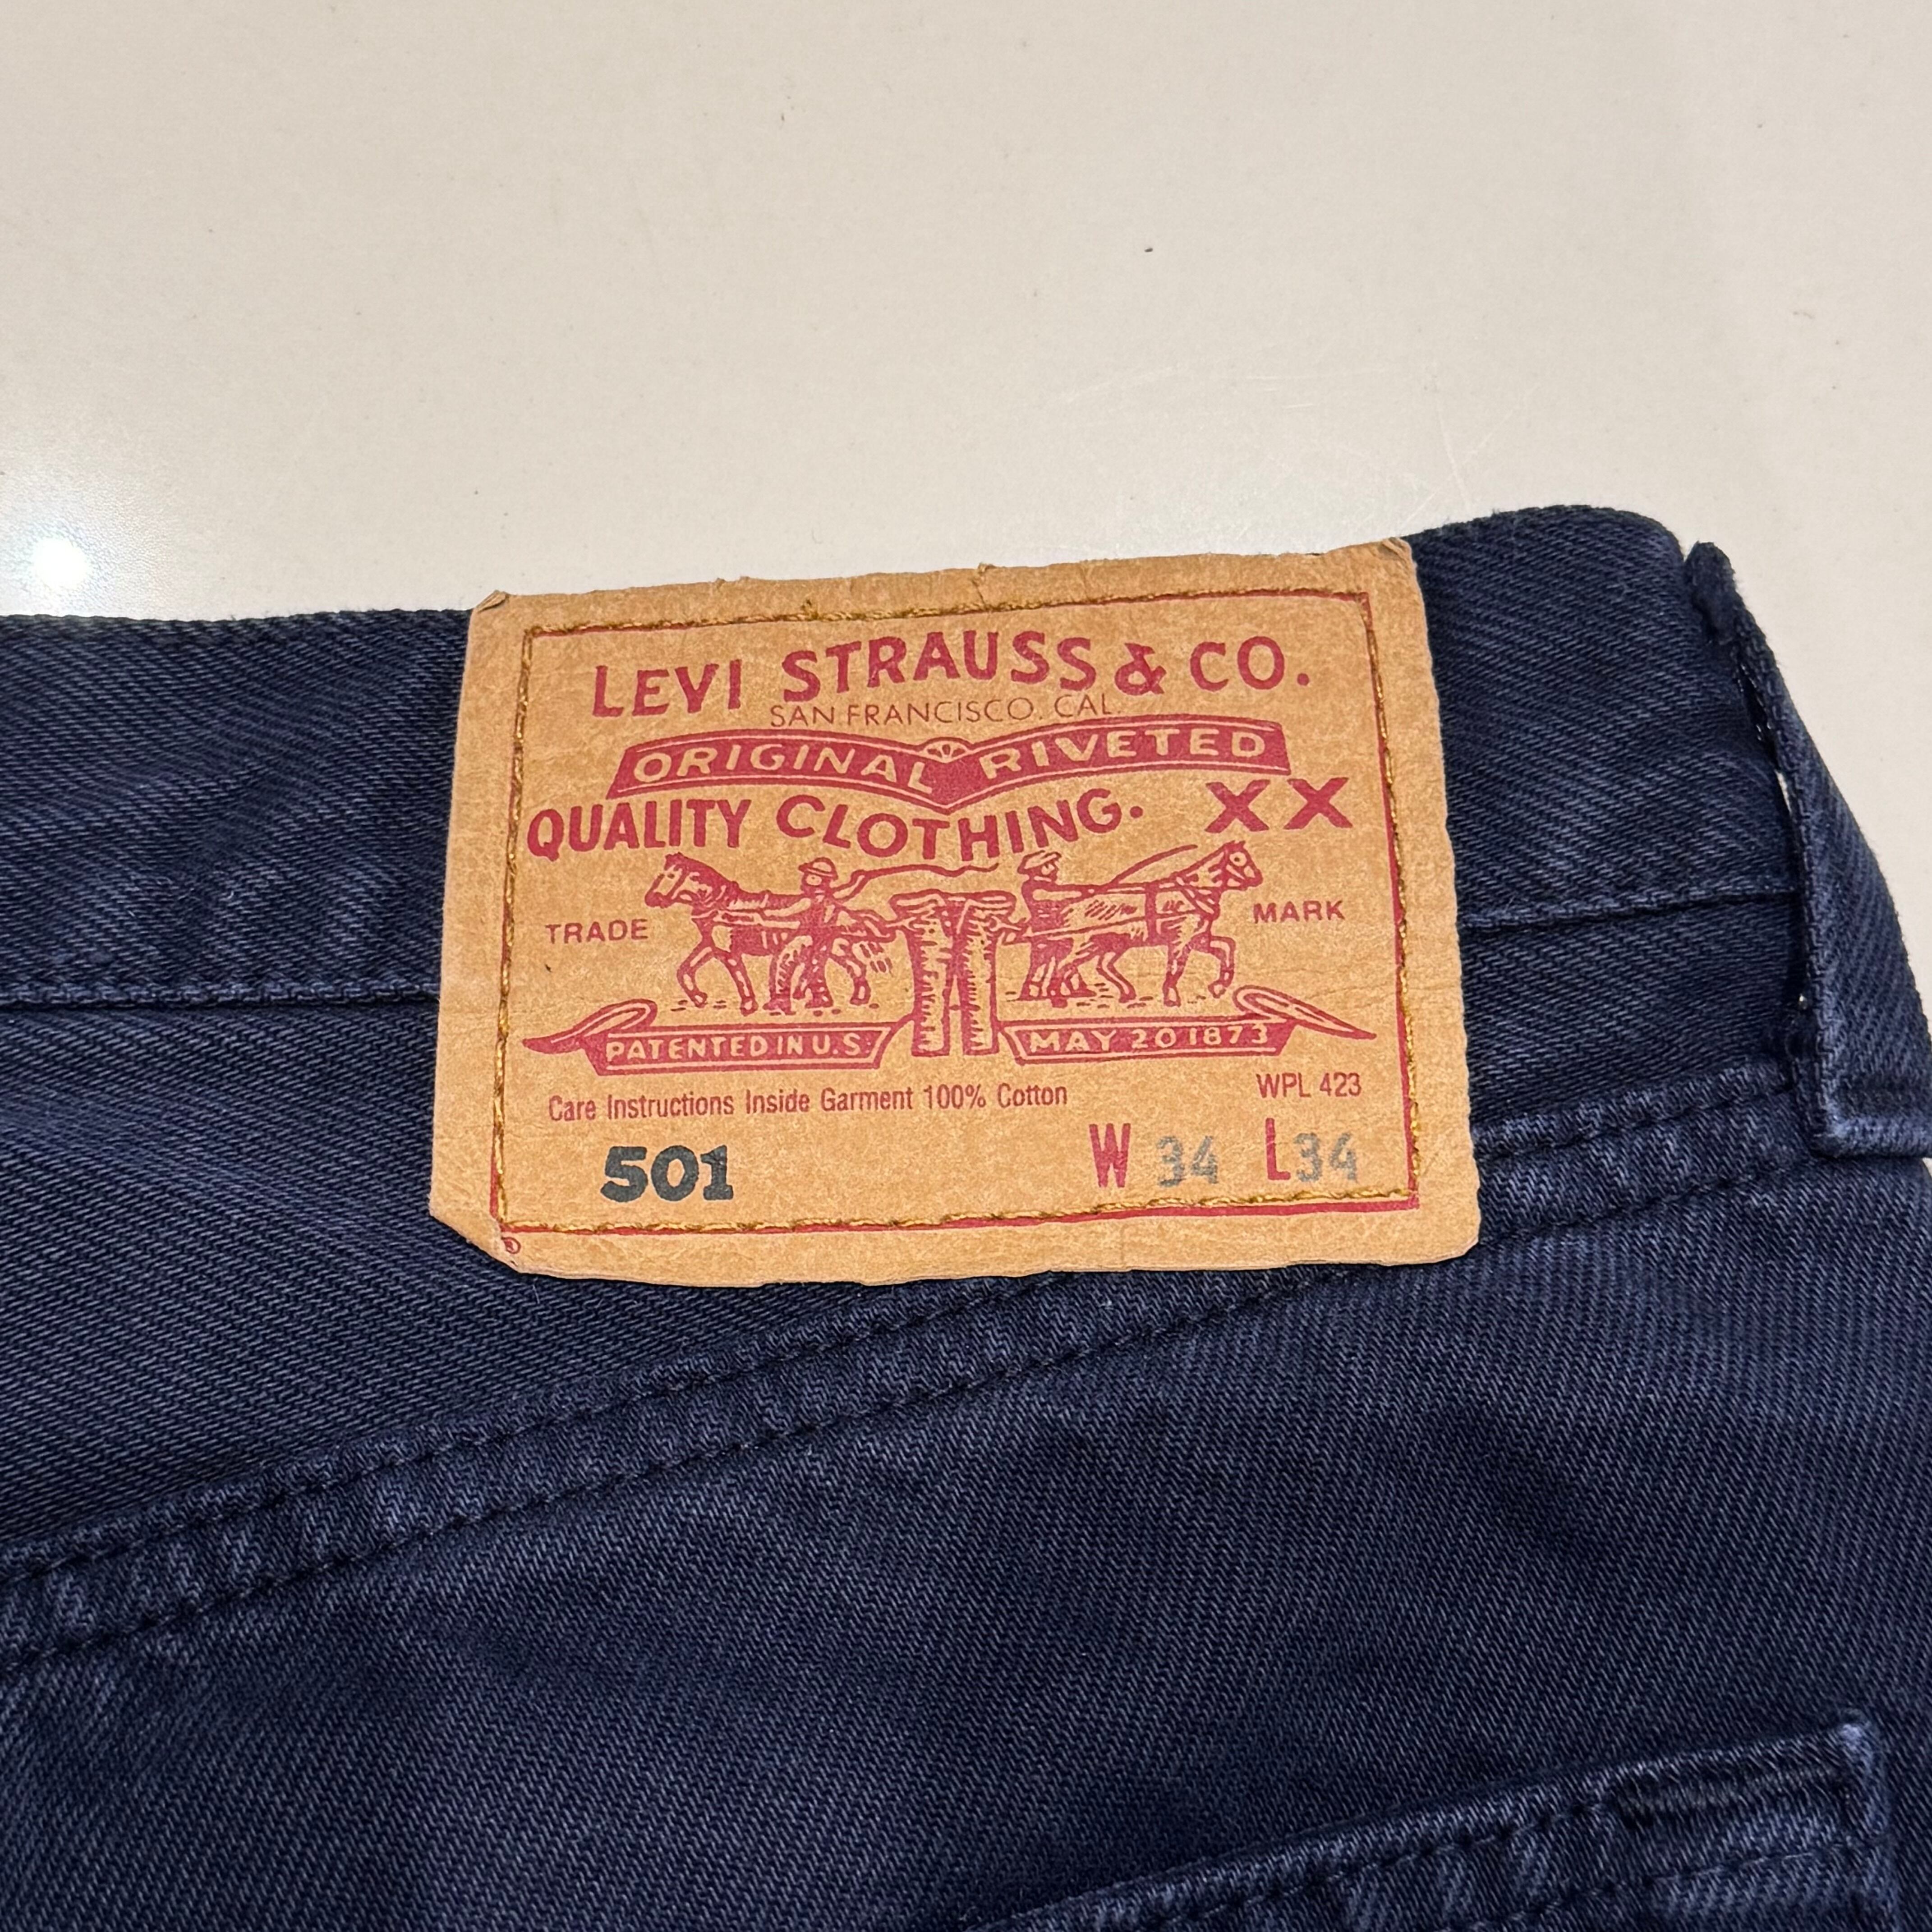 LEVI STRAUSS & CO.
SAN FRANCISCO, CAL.
ORIGINAL RIVETED
QUALITY CLOTHING. XX
TRADE MARK
PATENTED IN U.S. MAY 20 1873
Care Instructions Inside Garment 100% Cotton WPL 423
501 W 34 L 34
®